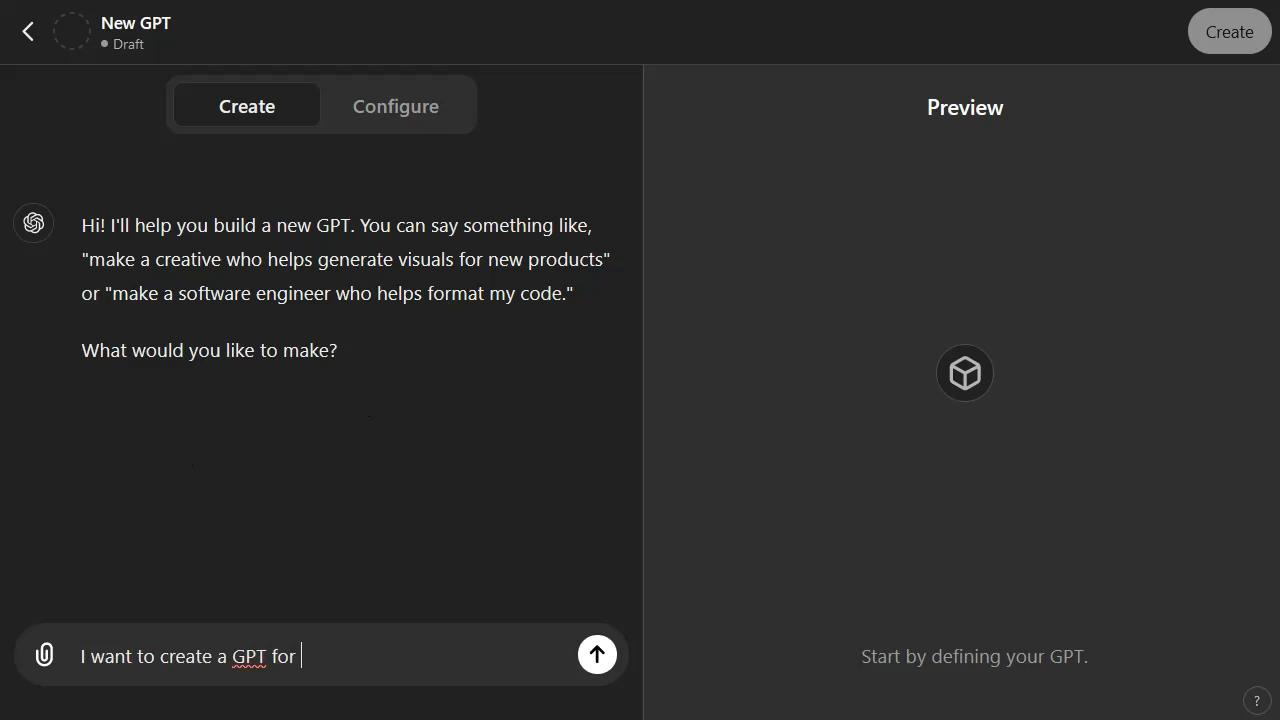 New GPT
Draft
Create
Create
Configure
Preview
Hi! I'll help you build a new GPT. You can say something like,
"make a creative who helps generate visuals for new products"
or "make a software engineer who helps format my code."
What would you like to make?
I want to create a GPT for
Start by defining your GPT.
?